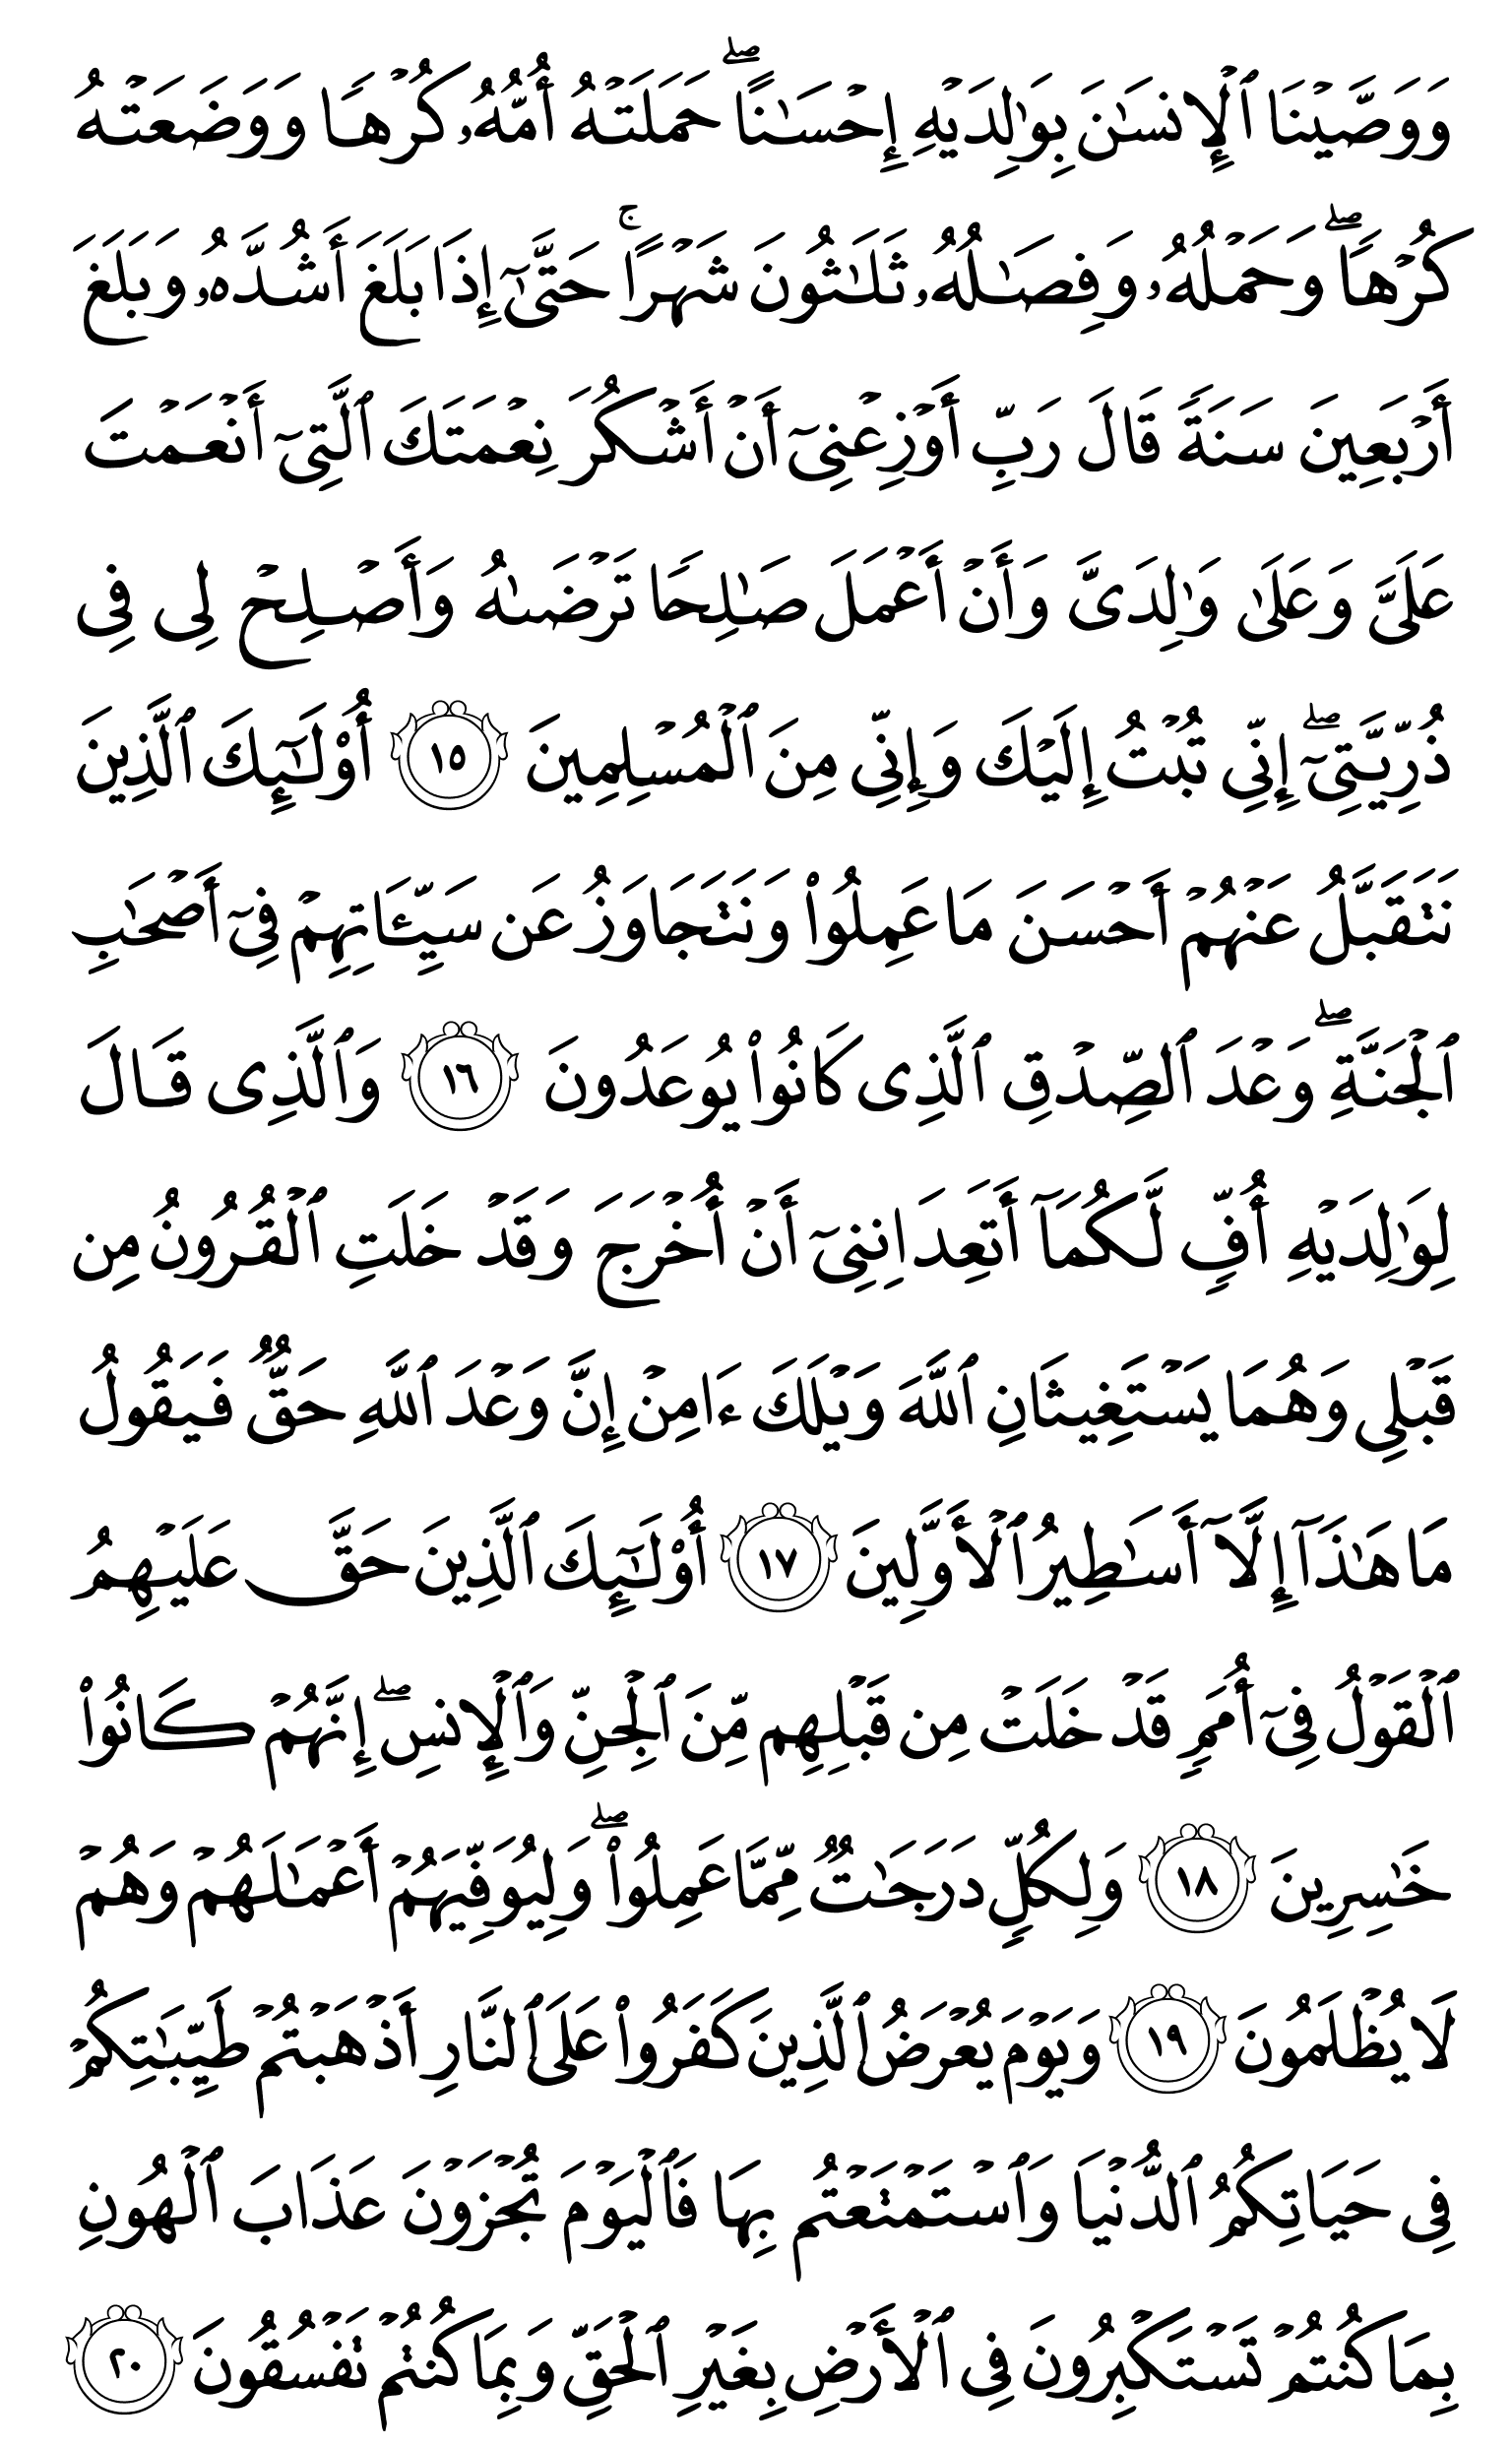 وَوَصَّيْنَا ٱلْإِنسَٰنَ بِوَٰلِدَيْهِ إِحْسَٰنًا ۖ حَمَلَتْهُ أُمُّهُۥ كُرْهًا وَوَضَعَتْهُ
كُرْهًا ۖ وَحَمْلُهُۥ وَفِصَٰلُهُۥ ثَلَٰثُونَ شَهْرًا ۚ حَتَّىٰٓ إِذَا بَلَغَ أَشُدَّهُۥ وَبَلَغَ
أَرْبَعِينَ سَنَةً قَالَ رَبِّ أَوْزِعْنِىٓ أَنْ أَشْكُرَ نِعْمَتَكَ ٱلَّتِىٓ أَنْعَمْتَ
عَلَىَّ وَعَلَىٰ وَٰلِدَىَّ وَأَنْ أَعْمَلَ صَٰلِحًا تَرْضَىٰهُ وَأَصْلِحْ لِى فِى
ذُرِّيَّتِىٓ ۖ إِنِّى تُبْتُ إِلَيْكَ وَإِنِّى مِنَ ٱلْمُسْلِمِينَ ١٥ أُو۟لَٰٓئِكَ ٱلَّذِينَ
نَتَقَبَّلُ عَنْهُمْ أَحْسَنَ مَا عَمِلُوا۟ وَنَتَجَاوَزُ عَن سَيِّـَٔاتِهِمْ فِىٓ أَصْحَٰبِ
ٱلْجَنَّةِ ۖ وَعْدَ ٱلصِّدْقِ ٱلَّذِى كَانُوا۟ يُوعَدُونَ ١٦ وَٱلَّذِى قَالَ
لِوَٰلِدَيْهِ أُفٍّ لَّكُمَآ أَتَعِدَانِنِىٓ أَنْ أُخْرَجَ وَقَدْ خَلَتِ ٱلْقُرُونُ مِن
قَبْلِى وَهُمَا يَسْتَغِيثَانِ ٱللَّهَ وَيْلَكَ ءَامِنْ إِنَّ وَعْدَ ٱللَّهِ حَقٌّ فَيَقُولُ
مَا هَٰذَآ إِلَّآ أَسَٰطِيرُ ٱلْأَوَّلِينَ ١٧ أُو۟لَٰٓئِكَ ٱلَّذِينَ حَقَّ عَلَيْهِمُ
ٱلْقَوْلُ فِىٓ أُمَمٍ قَدْ خَلَتْ مِن قَبْلِهِم مِّنَ ٱلْجِنِّ وَٱلْإِنسِ ۖ إِنَّهُمْ كَانُوا۟
خَٰسِرِينَ ١٨ وَلِكُلٍّ دَرَجَٰتٌ مِّمَّا عَمِلُوا۟ ۖ وَلِيُوَفِّيَهُمْ أَعْمَٰلَهُمْ وَهُمْ
لَا يُظْلَمُونَ ١٩ وَيَوْمَ يُعْرَضُ ٱلَّذِينَ كَفَرُوا۟ عَلَى ٱلنَّارِ أَذْهَبْتُمْ طَيِّبَٰتِكُمْ
فِى حَيَاتِكُمُ ٱلدُّنْيَا وَٱسْتَمْتَعْتُم بِهَا فَٱلْيَوْمَ تُجْزَوْنَ عَذَابَ ٱلْهُونِ
بِمَا كُنتُمْ تَسْتَكْبِرُونَ فِى ٱلْأَرْضِ بِغَيْرِ ٱلْحَقِّ وَبِمَا كُنتُمْ تَفْسُقُونَ ٢٠